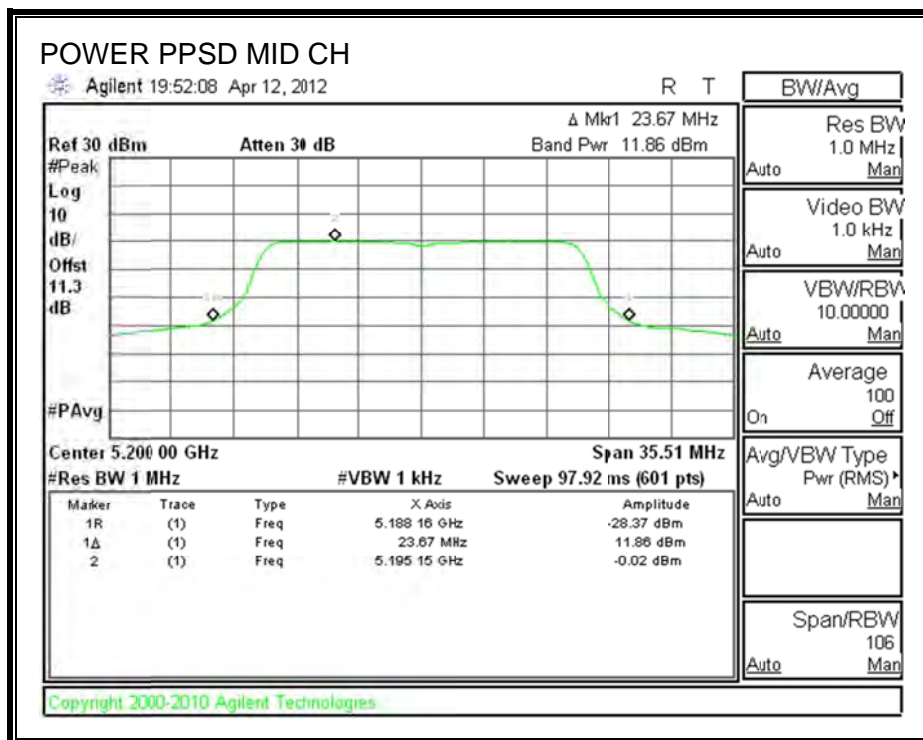 POWER PPSD MID CH
Agilent 19:52:08 Apr 12, 2012 R T
BW/Avg
Δ Mkr1 23.67 MHz
Ref 30 dBm Atten 30 dB Band Pwr 11.86 dBm
#Peak
Log
10
dB/
Offst
11.3
dB
#PAvg
Center 5.200 00 GHz Span 35.51 MHz
#Res BW 1 MHz #VBW 1 kHz Sweep 97.92 ms (601 pts)
Marker Trace Type X Axis Amplitude
1R (1) Freq 5.188 16 GHz -28.37 dBm
1Δ (1) Freq 23.67 MHz 11.86 dBm
2 (1) Freq 5.195 15 GHz -0.02 dBm
Res BW
1.0 MHz
Auto Man
Video BW
1.0 kHz
Auto Man
VBW/RBW
10.00000
Auto Man
Average
100
On Off
Avg/VBW Type
Pwr (RMS)
Auto Man
Span/RBW
106
Auto Man
Copyright 2000-2010 Agilent Technologies